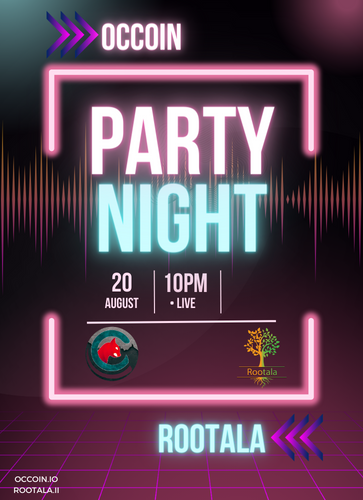 OCCOIN
PARTY
NIGHT
20
AUGUST
10PM
• LIVE
Rootala
ROOTALA
OCCOIN.IO
ROOTALA.II